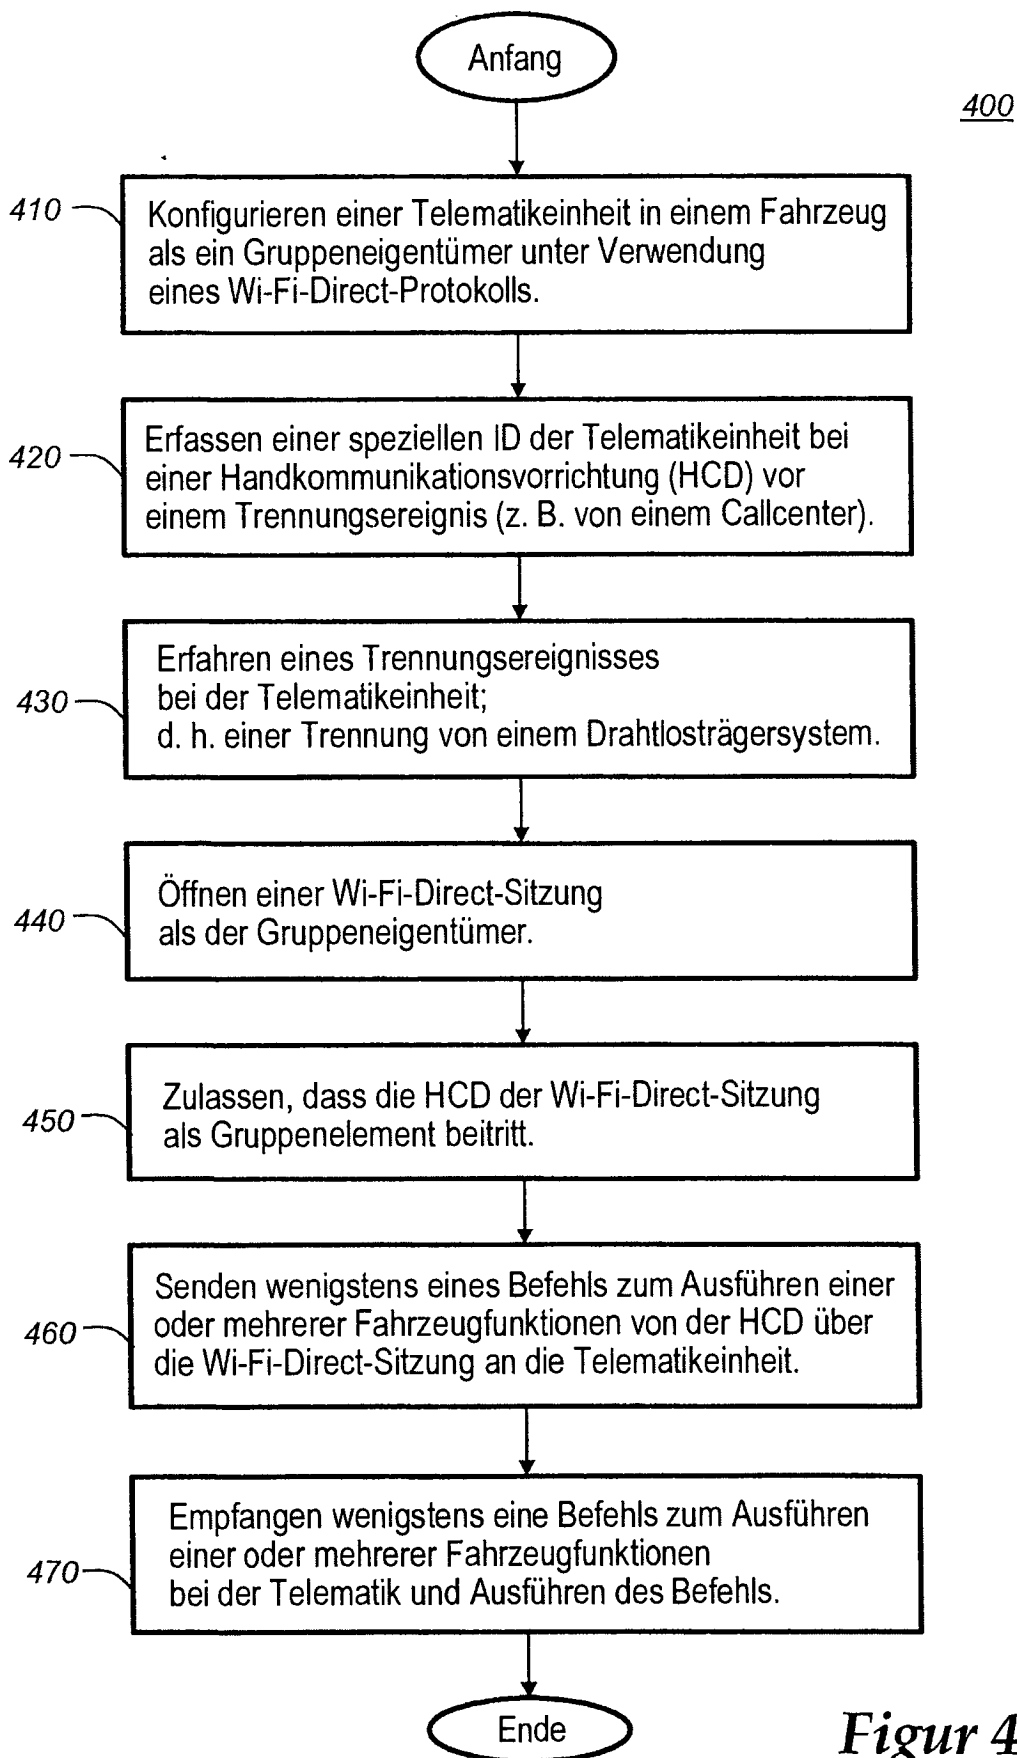 Anfang
400
410
Konfigurieren einer Telematikeinheit in einem Fahrzeug
als ein Gruppeneigentümer unter Verwendung
eines Wi-Fi-Direct-Protokolls.
420
Erfassen einer speziellen ID der Telematikeinheit bei
einer Handkommunikationsvorrichtung (HCD) vor
einem Trennungsereignis (z. B. von einem Callcenter).
430
Erfahren eines Trennungsereignisses
bei der Telematikeinheit;
d. h. einer Trennung von einem Drahtlosträgersystem.
440
Öffnen einer Wi-Fi-Direct-Sitzung
als der Gruppeneigentümer.
450
Zulassen, dass die HCD der Wi-Fi-Direct-Sitzung
als Gruppenelement beitritt.
460
Senden wenigstens eines Befehls zum Ausführen einer
oder mehrerer Fahrzeugfunktionen von der HCD über
die Wi-Fi-Direct-Sitzung an die Telematikeinheit.
470
Empfangen wenigstens eine Befehls zum Ausführen
einer oder mehrerer Fahrzeugfunktionen
bei der Telematik und Ausführen des Befehls.
Ende
Figur 4